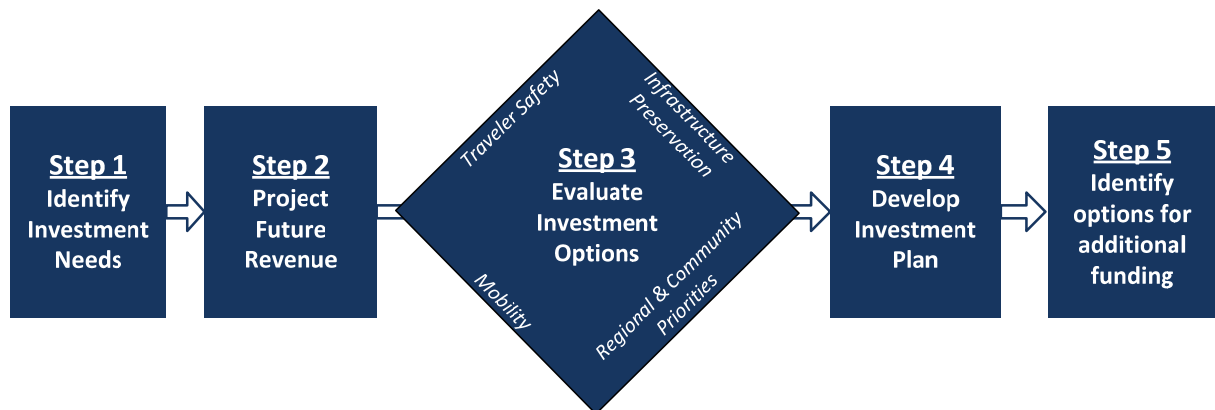 Step 1
Identify
Investment
Needs
Step 2
Project
Future
Revenue
Traveler Safety
Infrastructure
Preservation
Step 3
Evaluate
Investment
Options
Mobility
Regional & Community
Priorities
Step 4
Develop
Investment
Plan
Step 5
Identify
options for
additional
funding